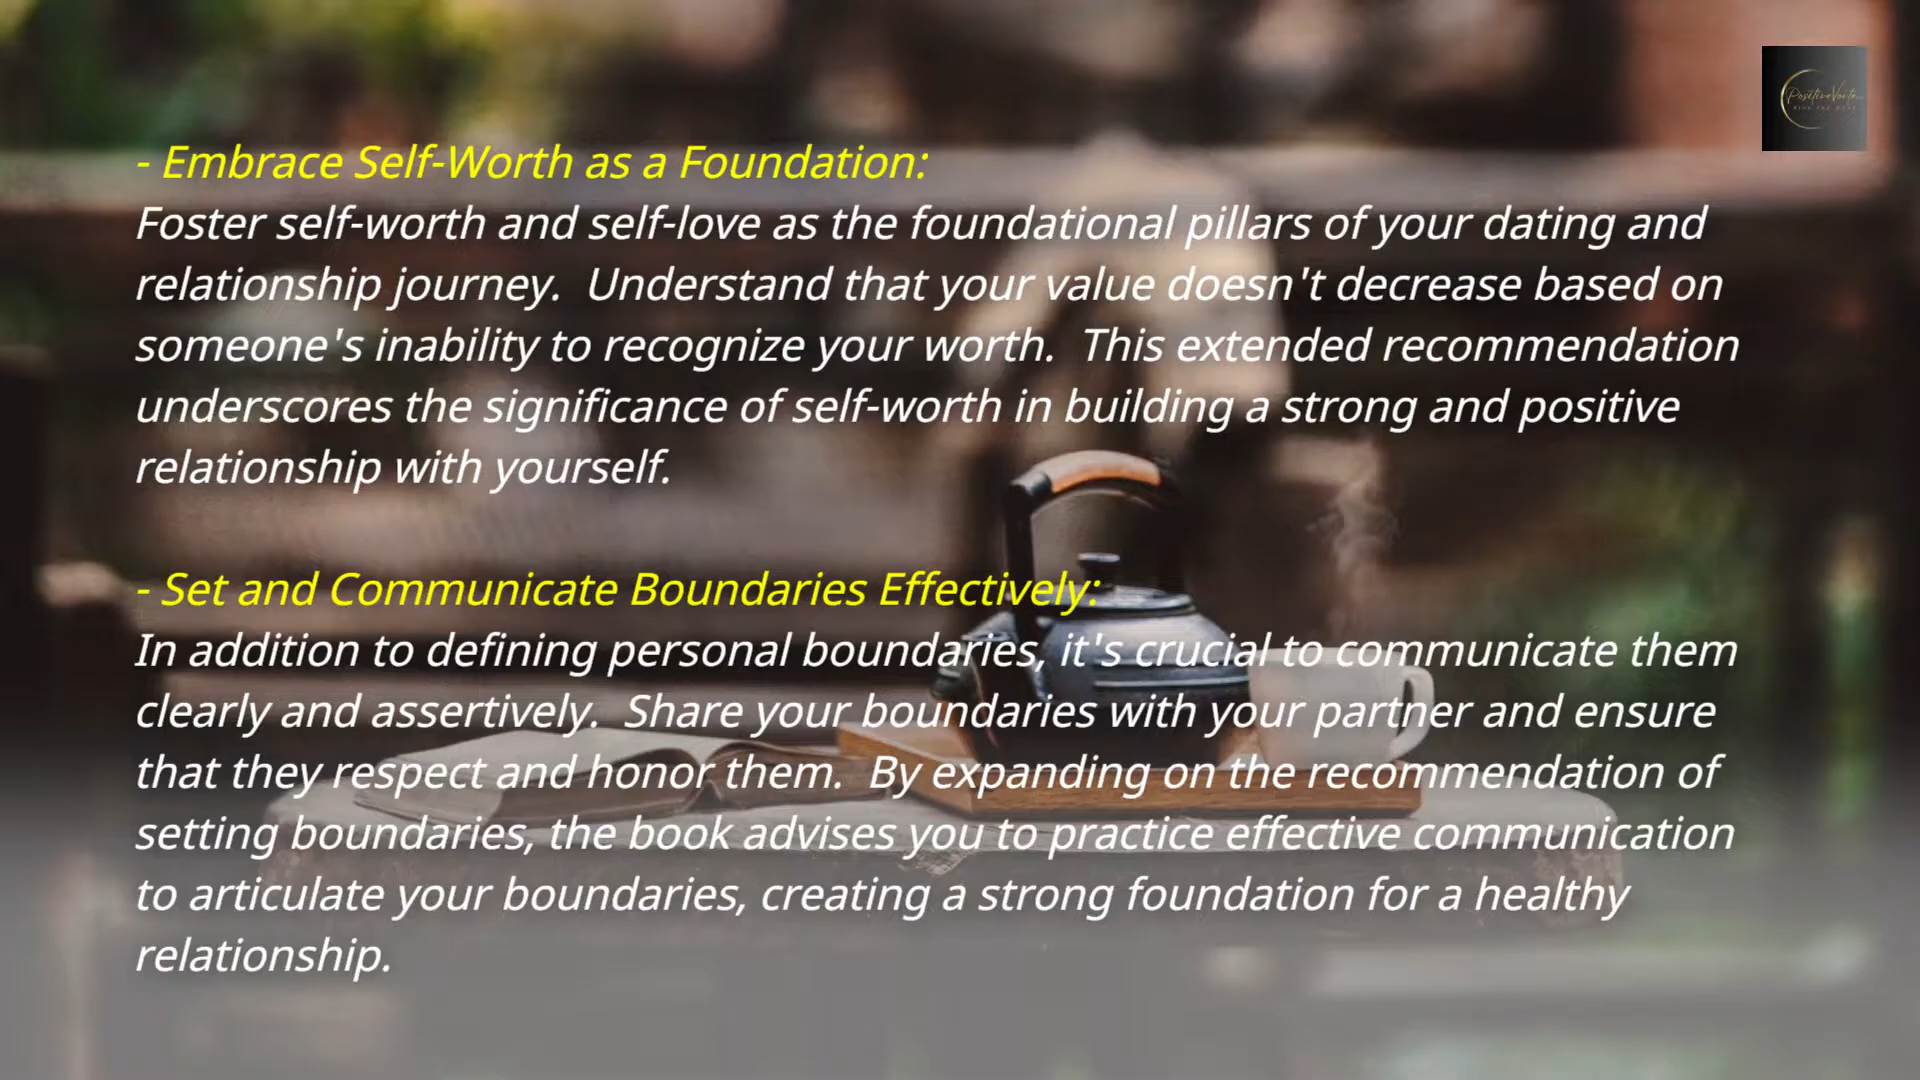 - Embrace Self-Worth as a Foundation:
Foster self-worth and self-love as the foundational pillars of your dating and
relationship journey.  Understand that your value doesn't decrease based on
someone's inability to recognize your worth.  This extended recommendation
underscores the significance of self-worth in building a strong and positive
relationship with yourself.
- Set and Communicate Boundaries Effectively:
In addition to defining personal boundaries, it's crucial to communicate them
clearly and assertively.  Share your boundaries with your partner and ensure
that they respect and honor them.  By expanding on the recommendation of
setting boundaries, the book advises you to practice effective communication
to articulate your boundaries, creating a strong foundation for a healthy
relationship.